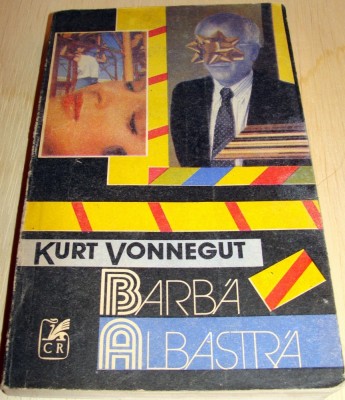 KURT VONNEGUT
BARBĂ
ALBASTRĂ
CR